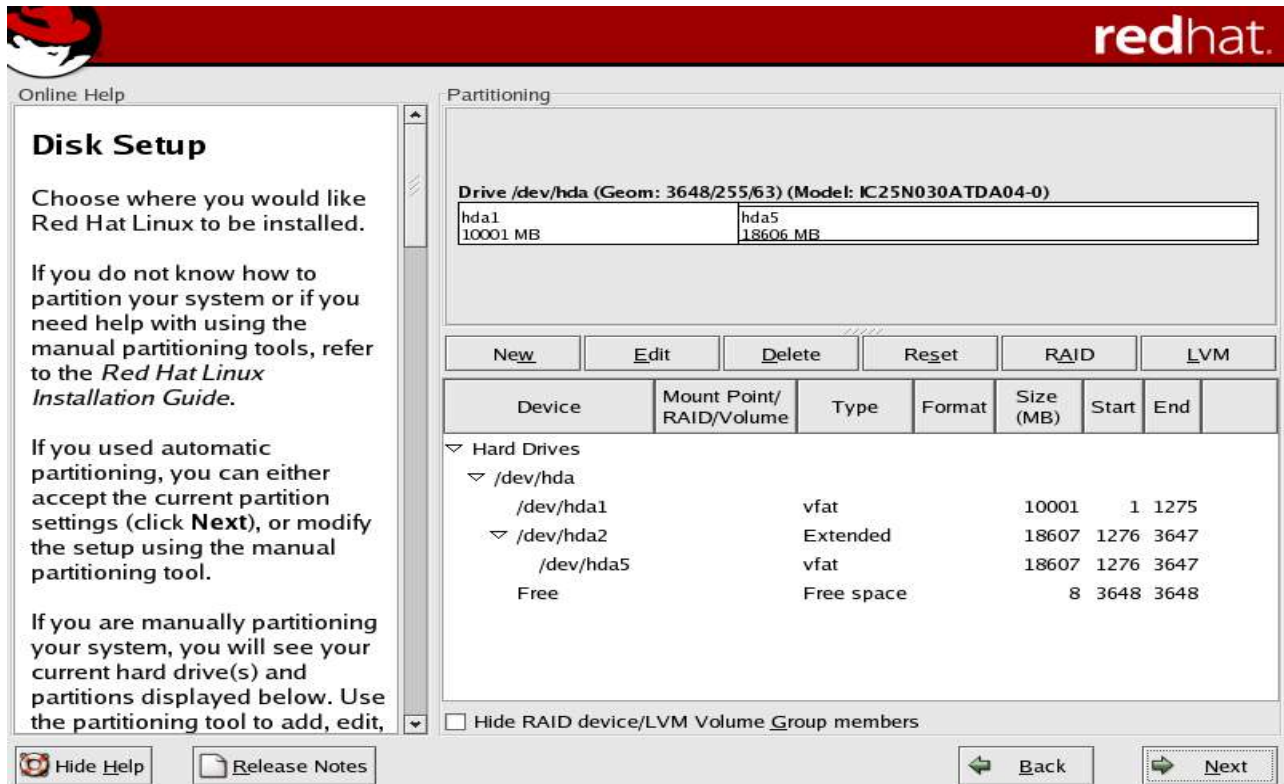 redhat.
Online Help
Disk Setup
Choose where you would like
Red Hat Linux to be installed.
If you do not know how to
partition your system or if you
need help with using the
manual partitioning tools, refer
to the Red Hat Linux
Installation Guide.
If you used automatic
partitioning, you can either
accept the current partition
settings (click Next), or modify
the setup using the manual
partitioning tool.
If you are manually partitioning
your system, you will see your
current hard drive(s) and
partitions displayed below. Use
the partitioning tool to add, edit,
Partitioning
Drive /dev/hda (Geom: 3648/255/63) (Model: IC25N030ATDA04-0)
hda1 hda5
10001 MB 18606 MB
New Edit Delete Reset RAID LVM
Device Mount Point/ RAID/Volume Type Format Size (MB) Start End
Hard Drives
/dev/hda
/dev/hda1 vfat 10001 1 1275
/dev/hda2 Extended 18607 1276 3647
/dev/hda5 vfat 18607 1276 3647
Free Free space 8 3648 3648
Hide RAID device/LVM Volume Group members
Hide Help Release Notes Back Next